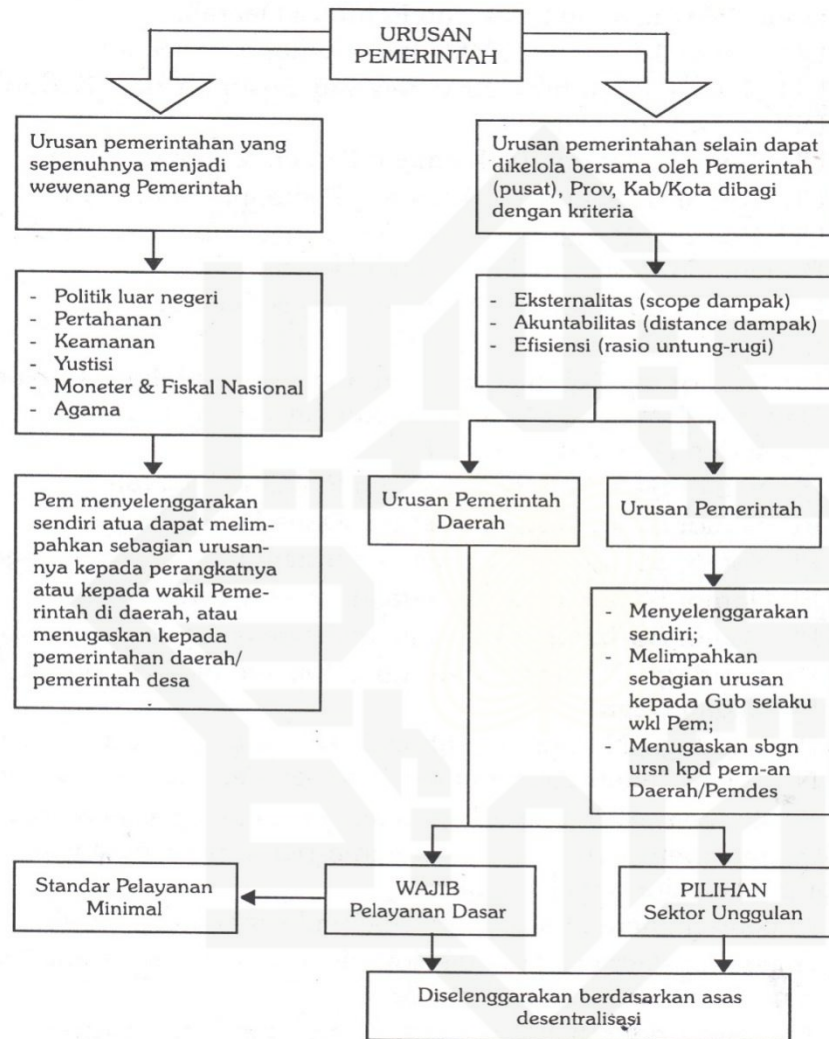 URUSAN
PEMERINTAH
Urusan pemerintahan yang
sepenuhnya menjadi
wewenang Pemerintah
Urusan pemerintahan selain dapat
dikelola bersama oleh Pemerintah
(pusat), Prov, Kab/Kota dibagi
dengan kriteria
- Politik luar negeri
- Pertahanan
- Keamanan
- Yustisi
- Moneter & Fiskal Nasional
- Agama
- Eksternalitas (scope dampak)
- Akuntabilitas (distance dampak)
- Efisiensi (rasio untung-rugi)
Pem menyelenggarakan
sendiri atua dapat melim-
pahkan sebagian urusan-
nya kepada perangkatnya
atau kepada wakil Peme-
rintah di daerah, atau
menugaskan kepada
pemerintahan daerah/
pemerintah desa
Urusan Pemerintah
Daerah
Urusan Pemerintah
- Menyelenggarakan
sendiri;
- Melimpahkan
sebagian urusan
kepada Gub selaku
wkl Pem;
- Menugaskan sbgn
ursn kpd pem-an
Daerah/Pemdes
Standar Pelayanan
Minimal
WAJIB
Pelayanan Dasar
PILIHAN
Sektor Unggulan
Diselenggarakan berdasarkan asas
desentralisasi